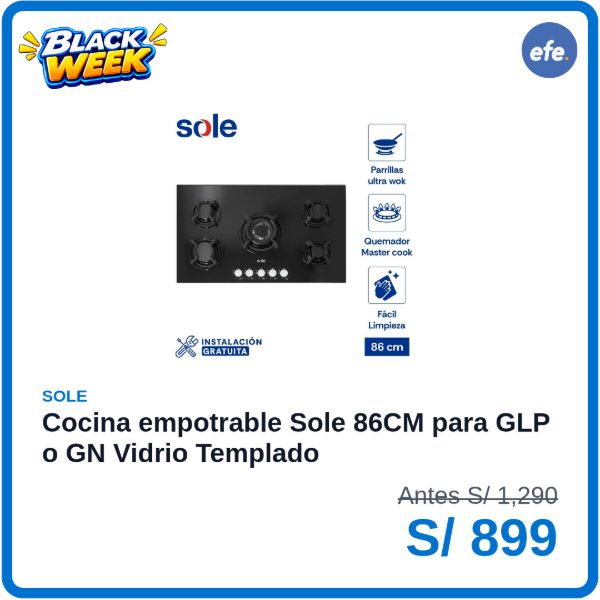 BLACK
WEEK
efe.
sole
Parrillas
ultra wok
Quemador
Master cook
sole
Fácil
Limpieza
INSTALACIÓN
GRATUITA
86 cm
SOLE
Cocina empotrable Sole 86CM para GLP
o GN Vidrio Templado
Antes S/ 1,290
S/ 899